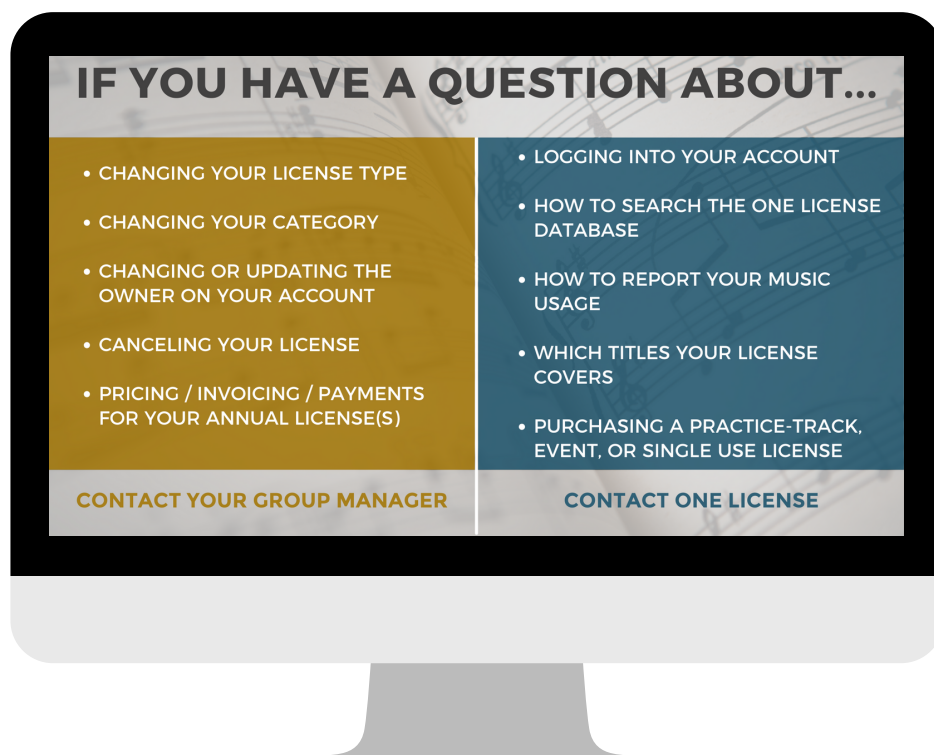 IF YOU HAVE A QUESTION ABOUT...
• CHANGING YOUR LICENSE TYPE
• CHANGING YOUR CATEGORY
• CHANGING OR UPDATING THE
OWNER ON YOUR ACCOUNT
• CANCELING YOUR LICENSE
• PRICING / INVOICING / PAYMENTS
FOR YOUR ANNUAL LICENSE(S)
CONTACT YOUR GROUP MANAGER
• LOGGING INTO YOUR ACCOUNT
• HOW TO SEARCH THE ONE LICENSE
DATABASE
• HOW TO REPORT YOUR MUSIC
USAGE
• WHICH TITLES YOUR LICENSE
COVERS
• PURCHASING A PRACTICE-TRACK,
EVENT, OR SINGLE USE LICENSE
CONTACT ONE LICENSE